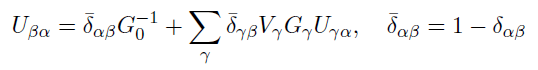 U_{βα} = \bar{δ}_{αβ} G_0^{-1} + \sum_γ \bar{δ}_{γβ} V_γ G_γ U_{γα}, \bar{δ}_{αβ} = 1 − δ_{αβ}